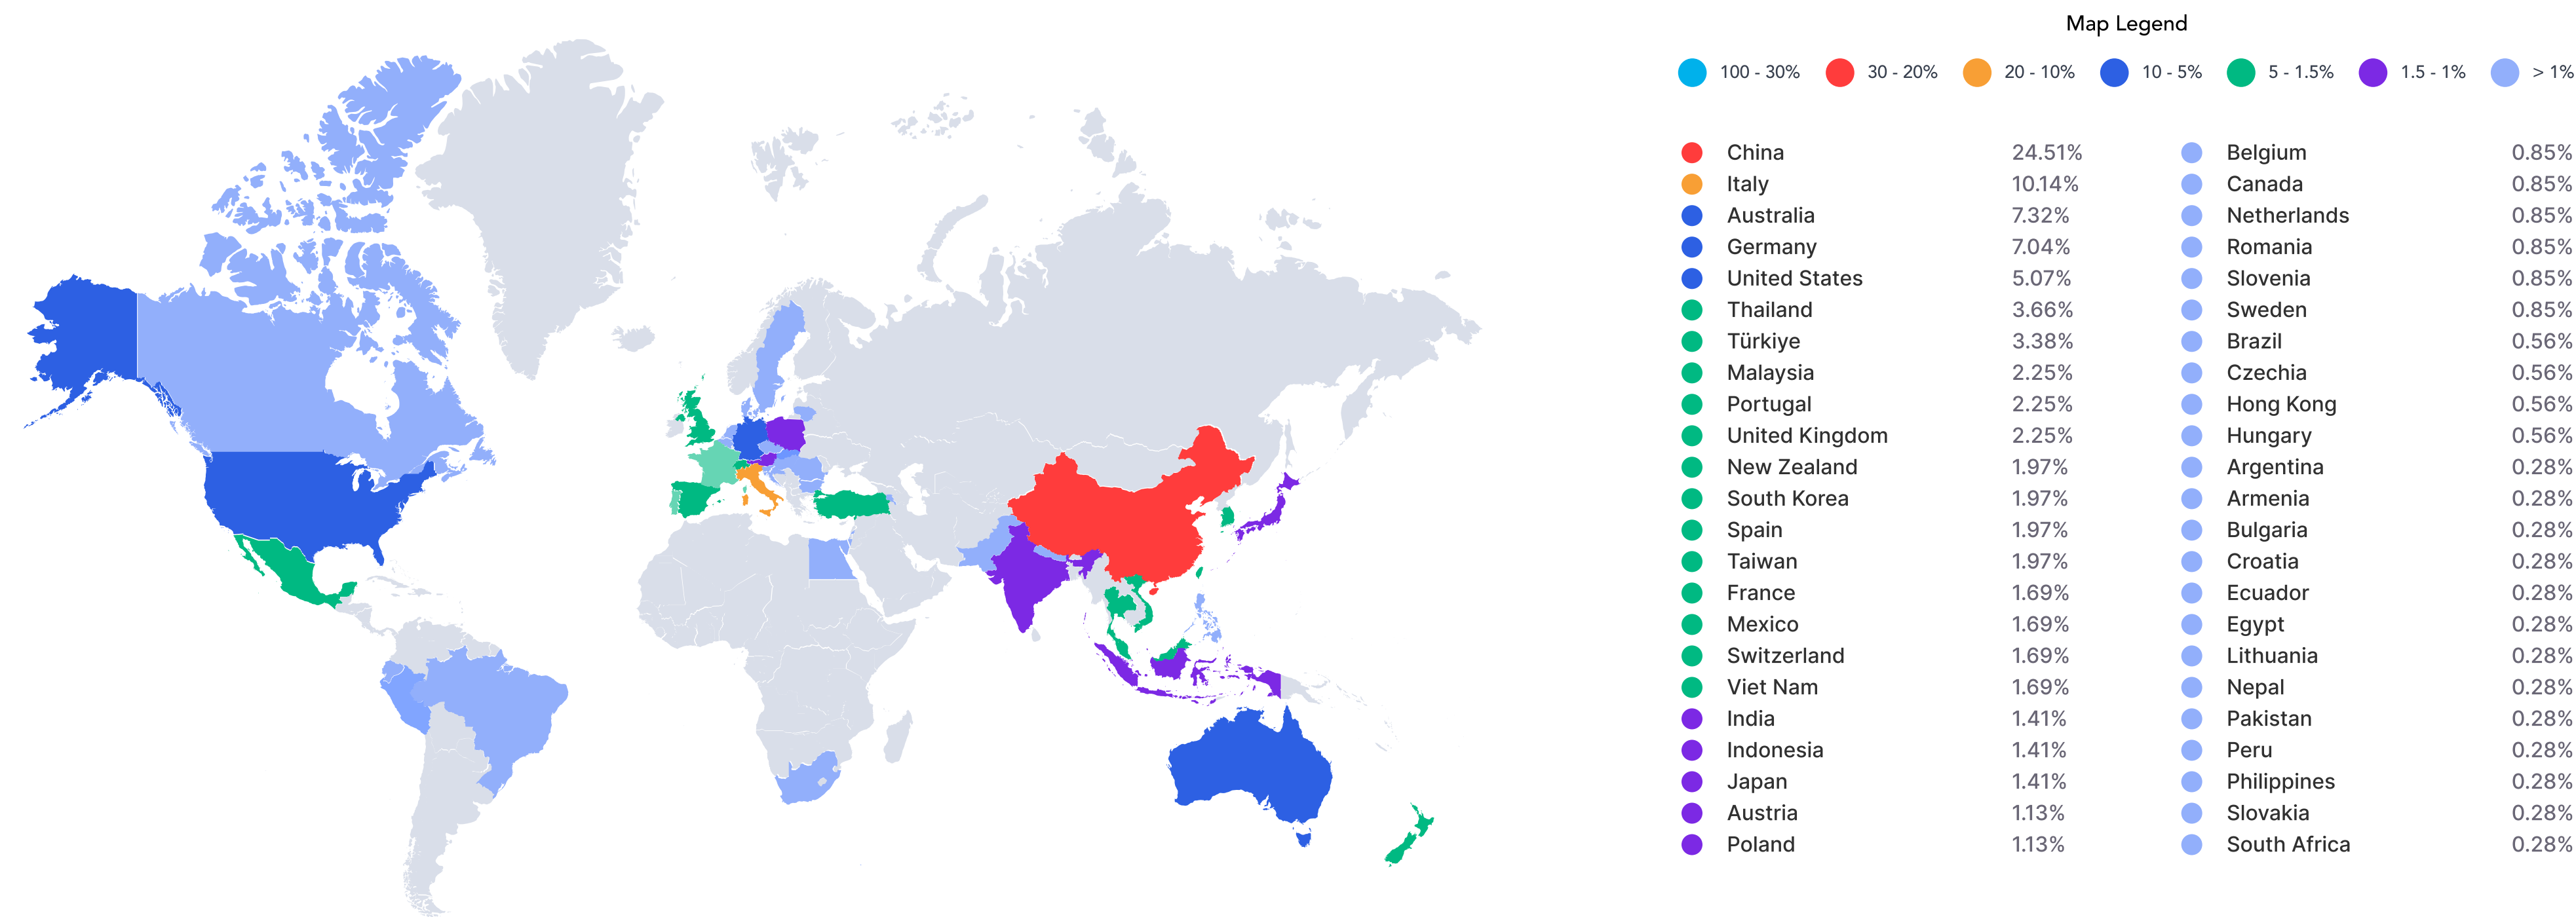 Map Legend
100 - 30% 30 - 20% 20 - 10% 10 - 5% 5 - 1.5% 1.5 - 1% > 1%
China 24.51% Belgium 0.85%
Italy 10.14% Canada 0.85%
Australia 7.32% Netherlands 0.85%
Germany 7.04% Romania 0.85%
United States 5.07% Slovenia 0.85%
Thailand 3.66% Sweden 0.85%
Türkiye 3.38% Brazil 0.56%
Malaysia 2.25% Czechia 0.56%
Portugal 2.25% Hong Kong 0.56%
United Kingdom 2.25% Hungary 0.56%
New Zealand 1.97% Argentina 0.28%
South Korea 1.97% Armenia 0.28%
Spain 1.97% Bulgaria 0.28%
Taiwan 1.97% Croatia 0.28%
France 1.69% Ecuador 0.28%
Mexico 1.69% Egypt 0.28%
Switzerland 1.69% Lithuania 0.28%
Viet Nam 1.69% Nepal 0.28%
India 1.41% Pakistan 0.28%
Indonesia 1.41% Peru 0.28%
Japan 1.41% Philippines 0.28%
Austria 1.13% Slovakia 0.28%
Poland 1.13% South Africa 0.28%